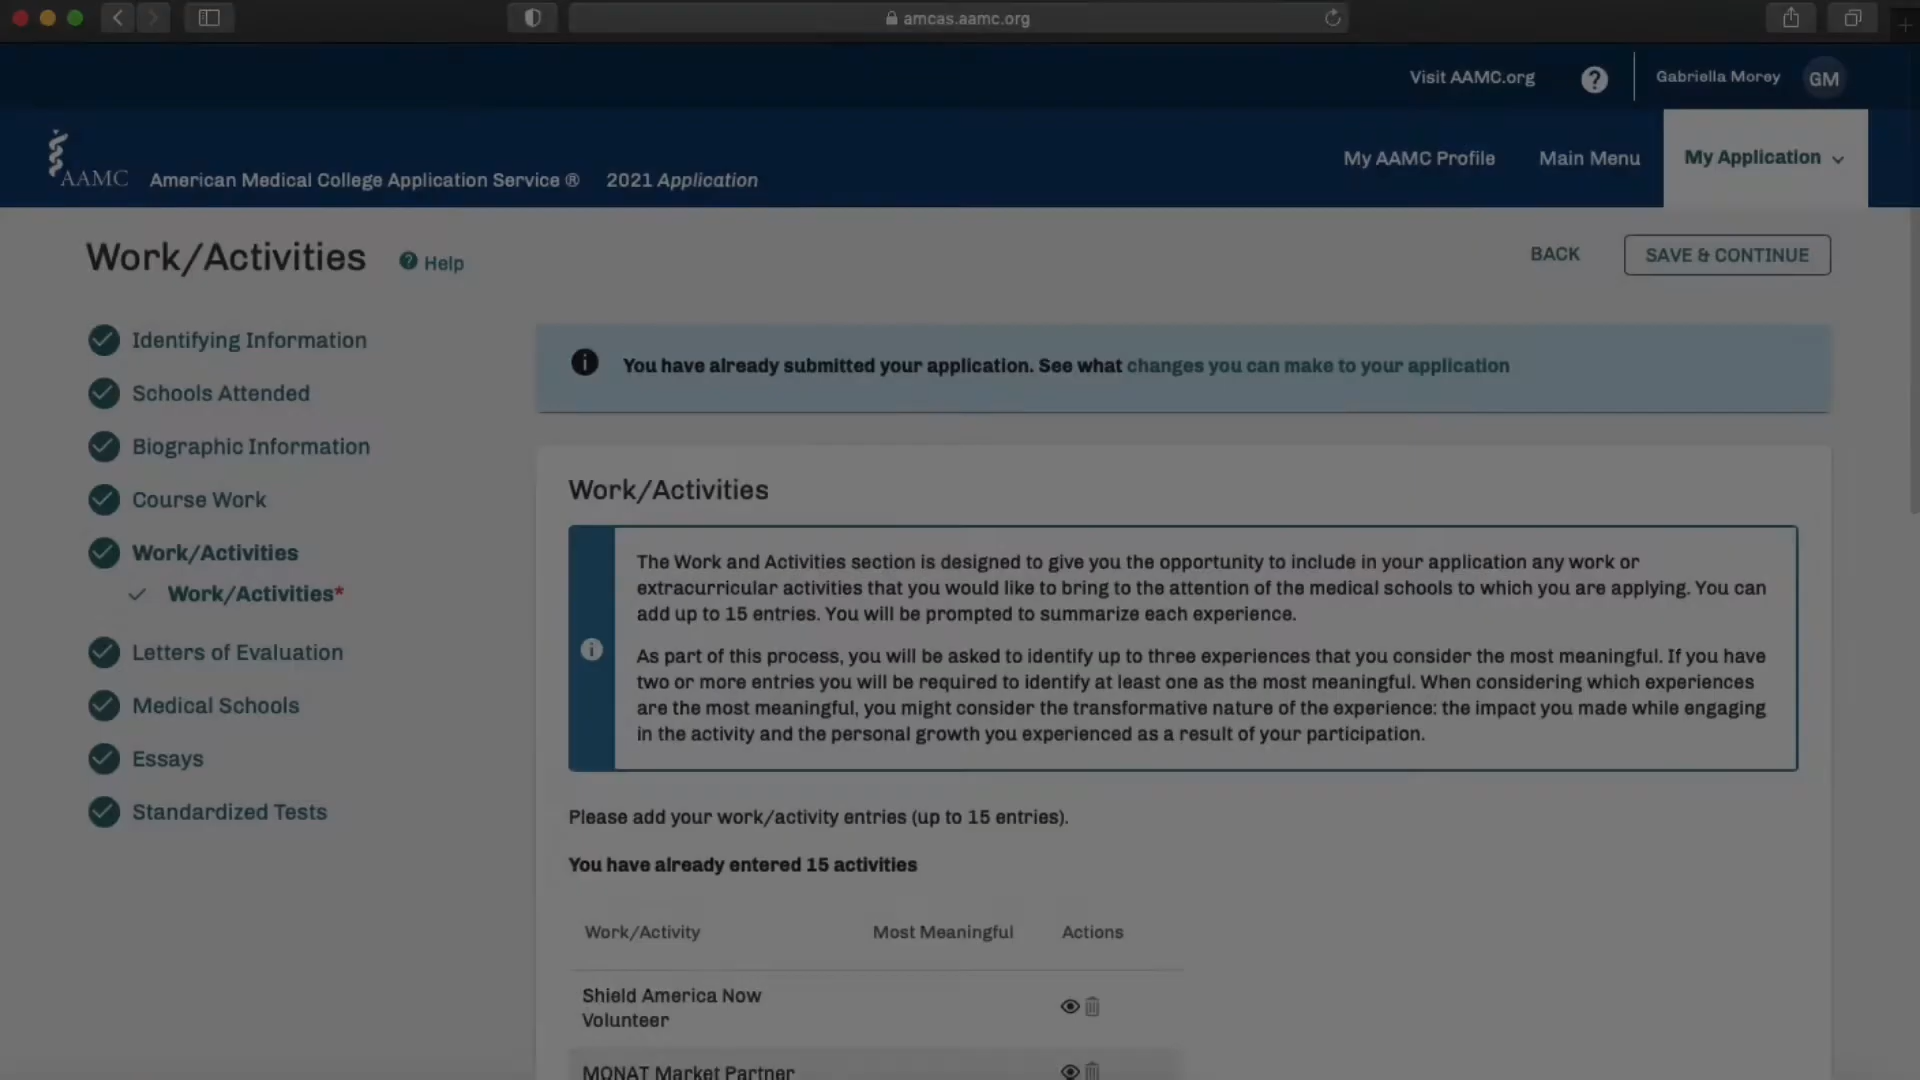 amcas.aamc.org
Visit AAMC.org
?
Gabriella Morey
GM
AAMC
American Medical College Application Service ®
2021 Application
My AAMC Profile
Main Menu
My Application
Work/Activities
? Help
BACK
SAVE & CONTINUE
Identifying Information
Schools Attended
Biographic Information
Course Work
Work/Activities
Work/Activities*
Letters of Evaluation
Medical Schools
Essays
Standardized Tests
i
You have already submitted your application. See what changes you can make to your application
Work/Activities
i
The Work and Activities section is designed to give you the opportunity to include in your application any work or
extracurricular activities that you would like to bring to the attention of the medical schools to which you are applying. You can
add up to 15 entries. You will be prompted to summarize each experience.
As part of this process, you will be asked to identify up to three experiences that you consider the most meaningful. If you have
two or more entries you will be required to identify at least one as the most meaningful. When considering which experiences
are the most meaningful, you might consider the transformative nature of the experience: the impact you made while engaging
in the activity and the personal growth you experienced as a result of your participation.
Please add your work/activity entries (up to 15 entries).
You have already entered 15 activities
Work/Activity
Most Meaningful
Actions
Shield America Now
Volunteer
MONAT Market Partner